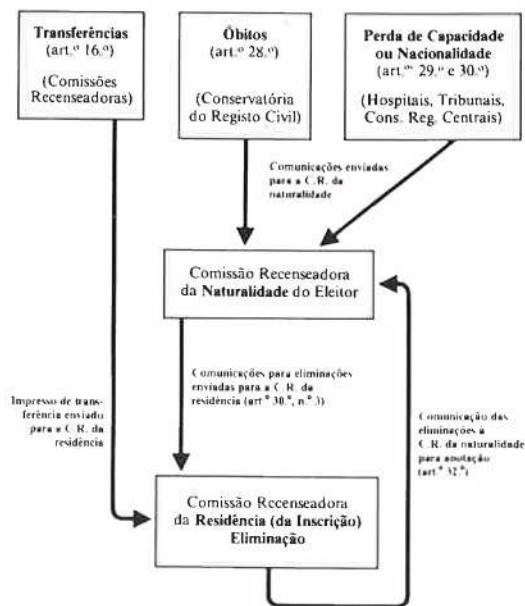 Transferências
(art.º 16.º)
(Comissões
Recenseadoras)
Óbitos
(art.º 28.º)
(Conservatória
do Registo Civil)
Perda de Capacidade
ou Nacionalidade
(art.ºs 29.º e 30.º)
(Hospitais, Tribunais,
Cons. Reg. Centrais)
Comunicações enviadas
para a C.R. da
naturalidade
Comissão Recenseadora
da Naturalidade do Eleitor
Comunicações para eliminações
enviadas para a C.R. da
residência (art.º 30.º, n.º 3)
Impresso de trans-
ferência enviado
para a C.R. da
residência
Comunicação das
eliminações à
C.R. da naturalidade
para anotação
(art.º 32.º)
Comissão Recenseadora
da Residência (da Inscrição)
Eliminação